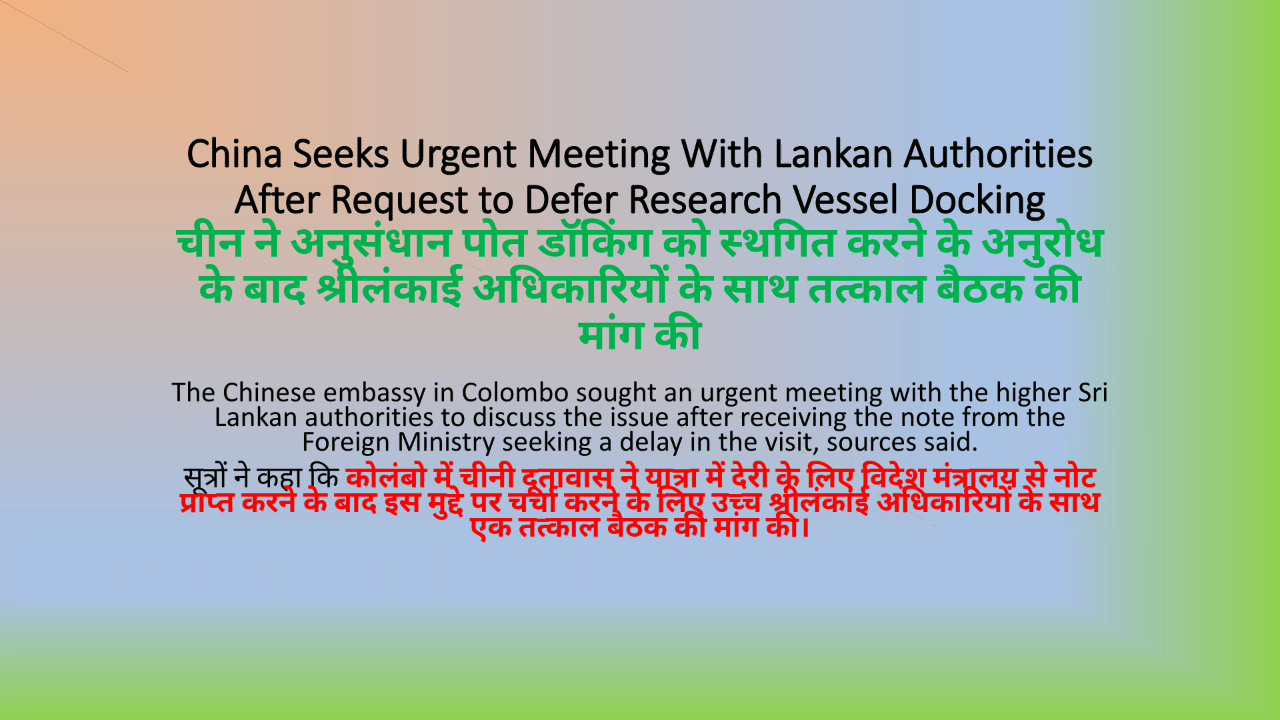 China Seeks Urgent Meeting With Lankan Authorities
After Request to Defer Research Vessel Docking
चीन ने अनुसंधान पोत डॉकिंग को स्थगित करने के अनुरोध
के बाद श्रीलंकाई अधिकारियों के साथ तत्काल बैठक की
मांग की
The Chinese embassy in Colombo sought an urgent meeting with the higher Sri
Lankan authorities to discuss the issue after receiving the note from the
Foreign Ministry seeking a delay in the visit, sources said.
सूत्रों ने कहा कि कोलंबो में चीनी दूतावास ने यात्रा में देरी के लिए विदेश मंत्रालय से नोट
प्राप्त करने के बाद इस मुद्दे पर चर्चा करने के लिए उच्च श्रीलंकाई अधिकारियों के साथ
एक तत्काल बैठक की मांग की।